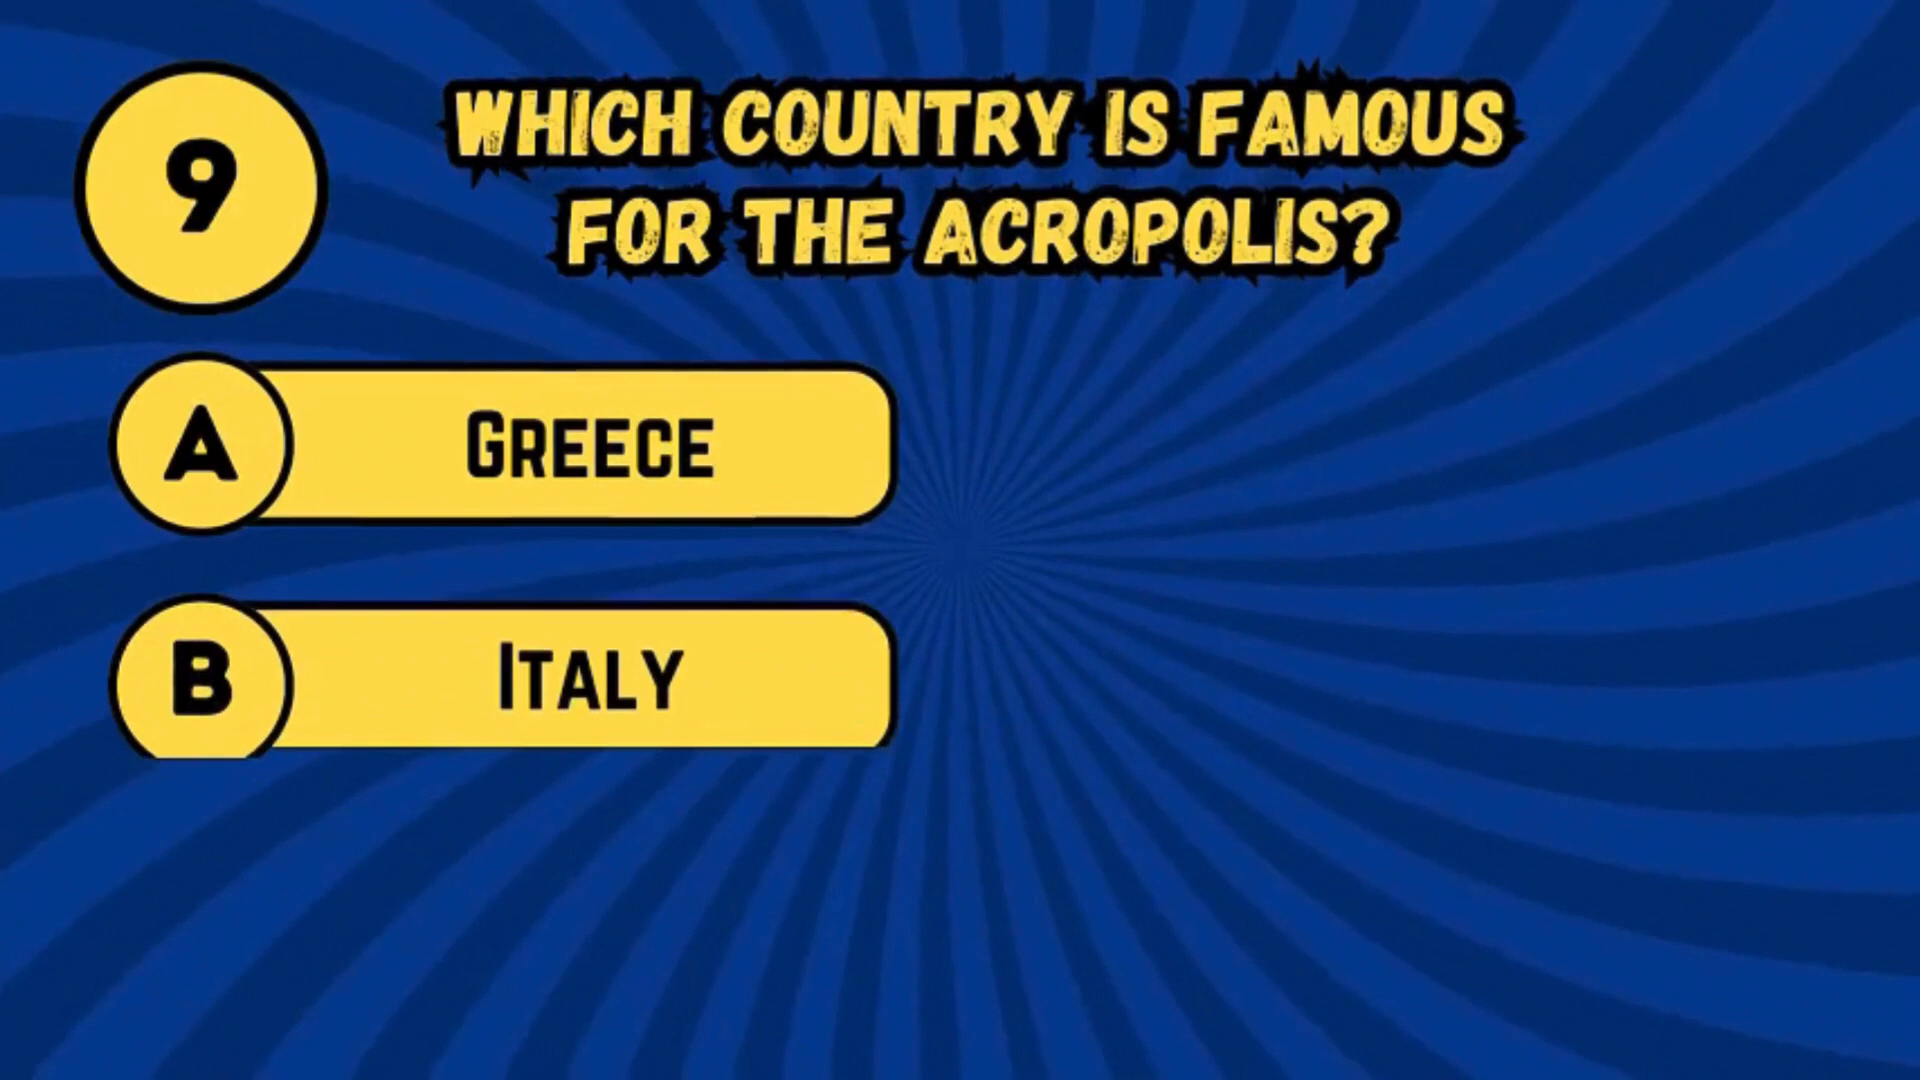 9
WHICH COUNTRY IS FAMOUS
FOR THE ACROPOLIS?
A
GREECE
B
ITALY